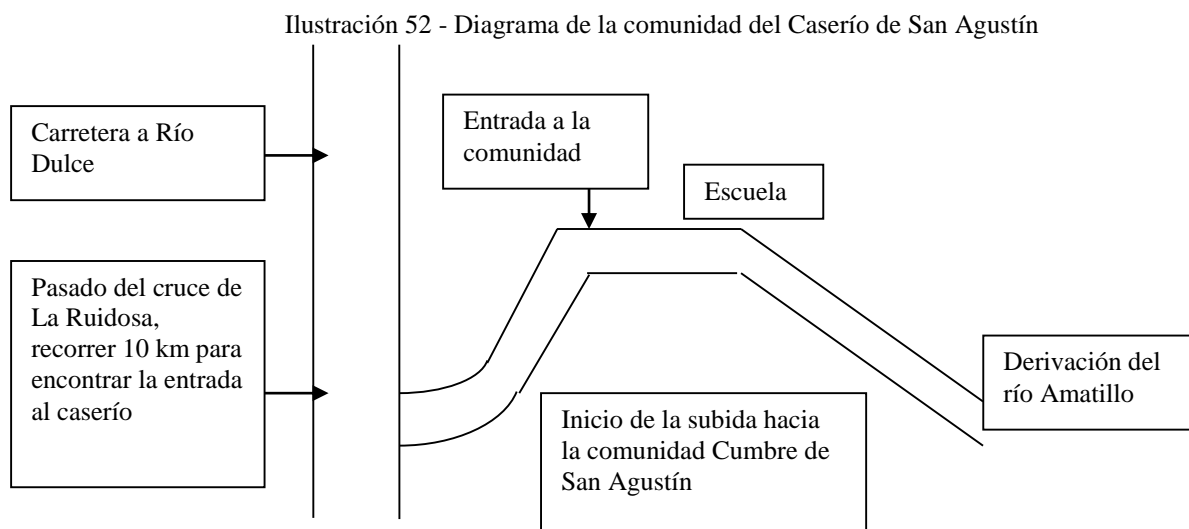 Ilustración 52 - Diagrama de la comunidad del Caserío de San Agustín
Carretera a Río
Dulce
Entrada a la
comunidad
Escuela
Pasado del cruce de
La Ruidosa,
recorrer 10 km para
encontrar la entrada
al caserío
Derivación del
río Amatillo
Inicio de la subida hacia
la comunidad Cumbre de
San Agustín